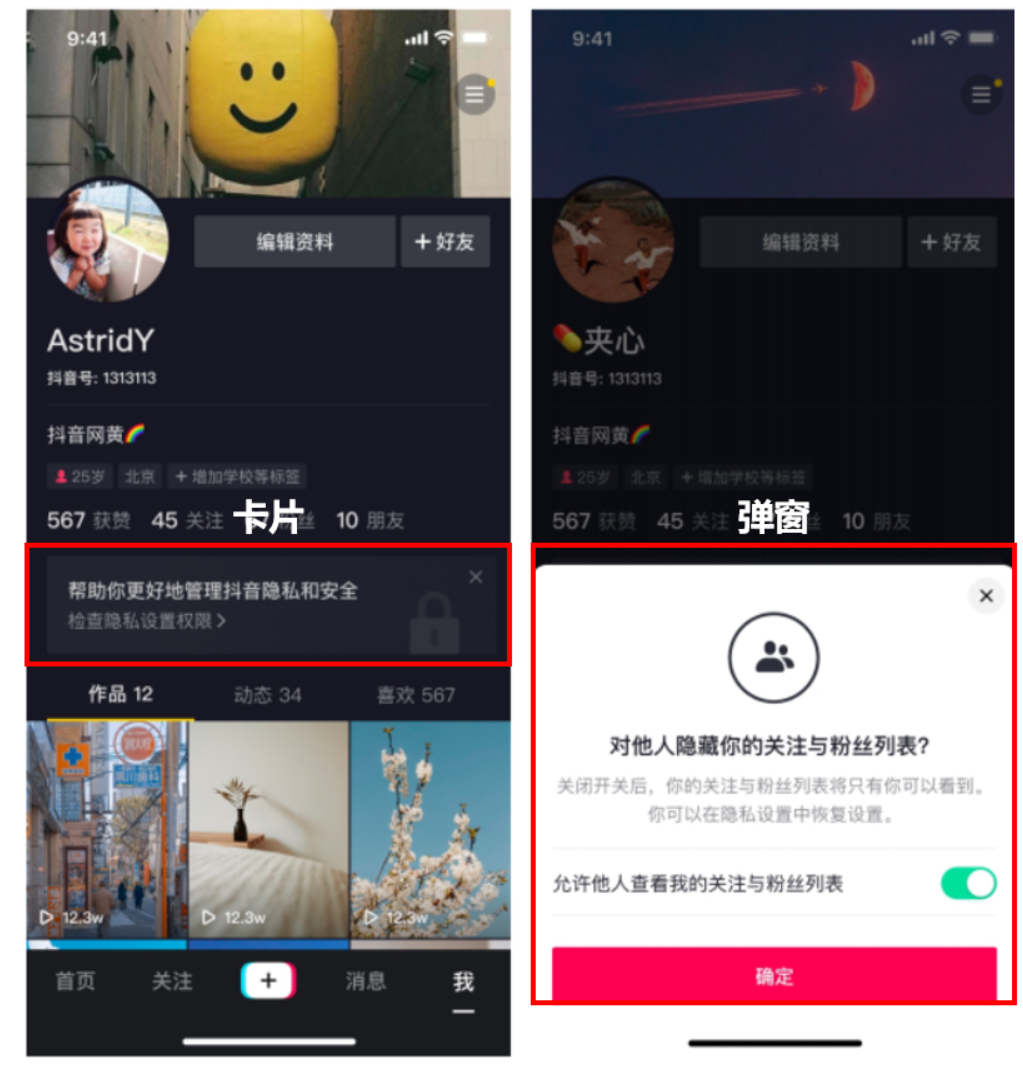 9:41
编辑资料
+ 好友
AstridY
抖音号: 1313113
抖音网黄🌈
25岁 北京 + 增加学校等标签
567 获赞 45 关注 丝 10 朋友
卡片
帮助你更好地管理抖音隐私和安全
检查隐私设置权限 >
作品 12 动态 34 喜欢 567
12.3w 12.3w 12.3w
首页 关注 消息 我
9:41
编辑资料
+ 好友
💊夹心
抖音号: 1313113
抖音网黄🌈
25岁 北京 + 增加学校等标签
567 获赞 45 关注 丝 10 朋友
弹窗
对他人隐藏你的关注与粉丝列表?
关闭开关后，你的关注与粉丝列表将只有你可以看到。
你可以在隐私设置中恢复设置。
允许他人查看我的关注与粉丝列表
确定